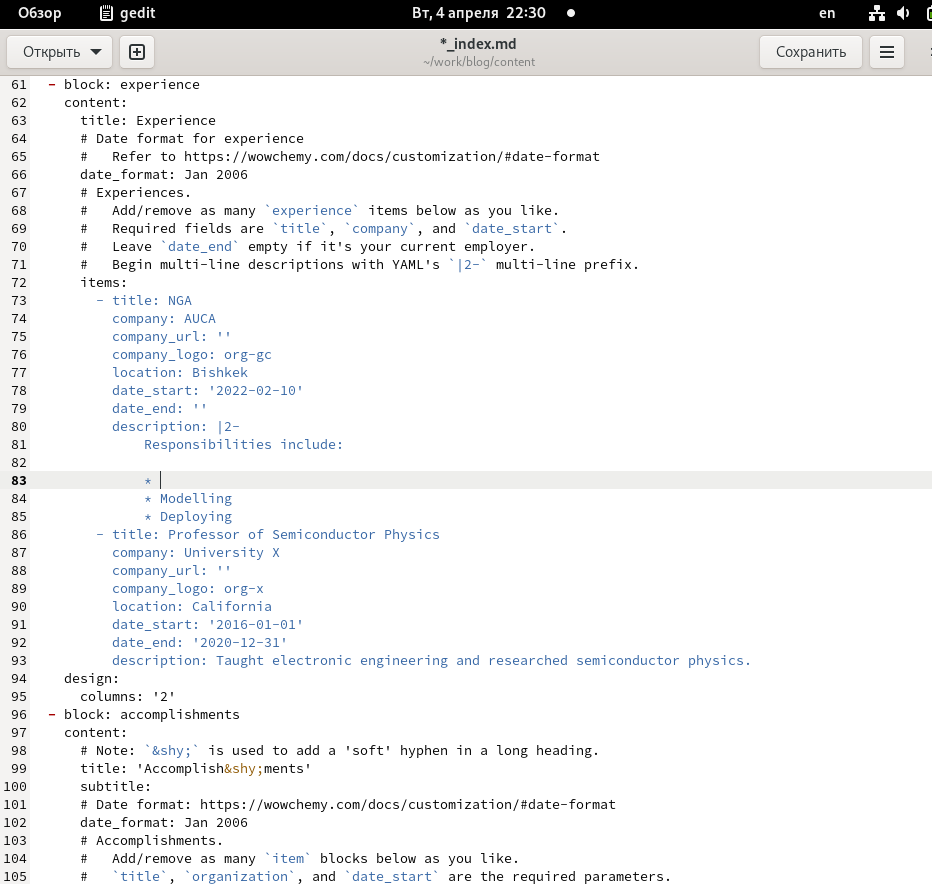 Обзор gedit Вт, 4 апреля 22:30 en
Открыть *_index.md Сохранить
~/work/blog/content
61 - block: experience
62 content:
63 title: Experience
64 # Date format for experience
65 # Refer to https://wowchemy.com/docs/customization/#date-format
66 date_format: Jan 2006
67 # Experiences.
68 # Add/remove as many `experience` items below as you like.
69 # Required fields are `title`, `company`, and `date_start`.
70 # Leave `date_end` empty if it's your current employer.
71 # Begin multi-line descriptions with YAML's `|2-` multi-line prefix.
72 items:
73 - title: NGA
74 company: AUCA
75 company_url: ''
76 company_logo: org-gc
77 location: Bishkek
78 date_start: '2022-02-10'
79 date_end: ''
80 description: |2-
81 Responsibilities include:
82
83 *
84 * Modelling
85 * Deploying
86 - title: Professor of Semiconductor Physics
87 company: University X
88 company_url: ''
89 company_logo: org-x
90 location: California
91 date_start: '2016-01-01'
92 date_end: '2020-12-31'
93 description: Taught electronic engineering and researched semiconductor physics.
94 design:
95 columns: '2'
96 - block: accomplishments
97 content:
98 # Note: `&shy;` is used to add a 'soft' hyphen in a long heading.
99 title: 'Accomplish&shy;ments'
100 subtitle:
101 # Date format: https://wowchemy.com/docs/customization/#date-format
102 date_format: Jan 2006
103 # Accomplishments.
104 # Add/remove as many `item` blocks below as you like.
105 # `title`, `organization`, and `date_start` are the required parameters.